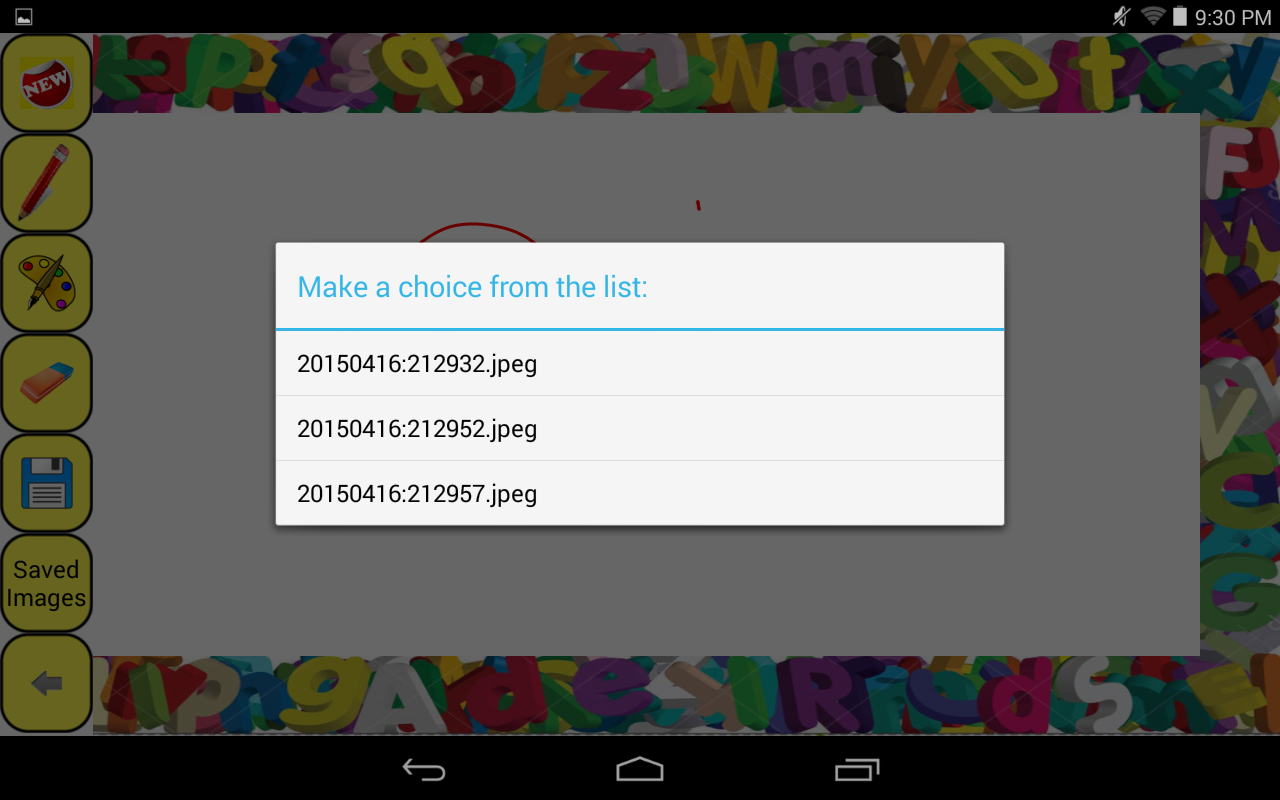 9:30 PM
NEW
Make a choice from the list:
20150416:212932.jpeg
20150416:212952.jpeg
20150416:212957.jpeg
Saved
Images